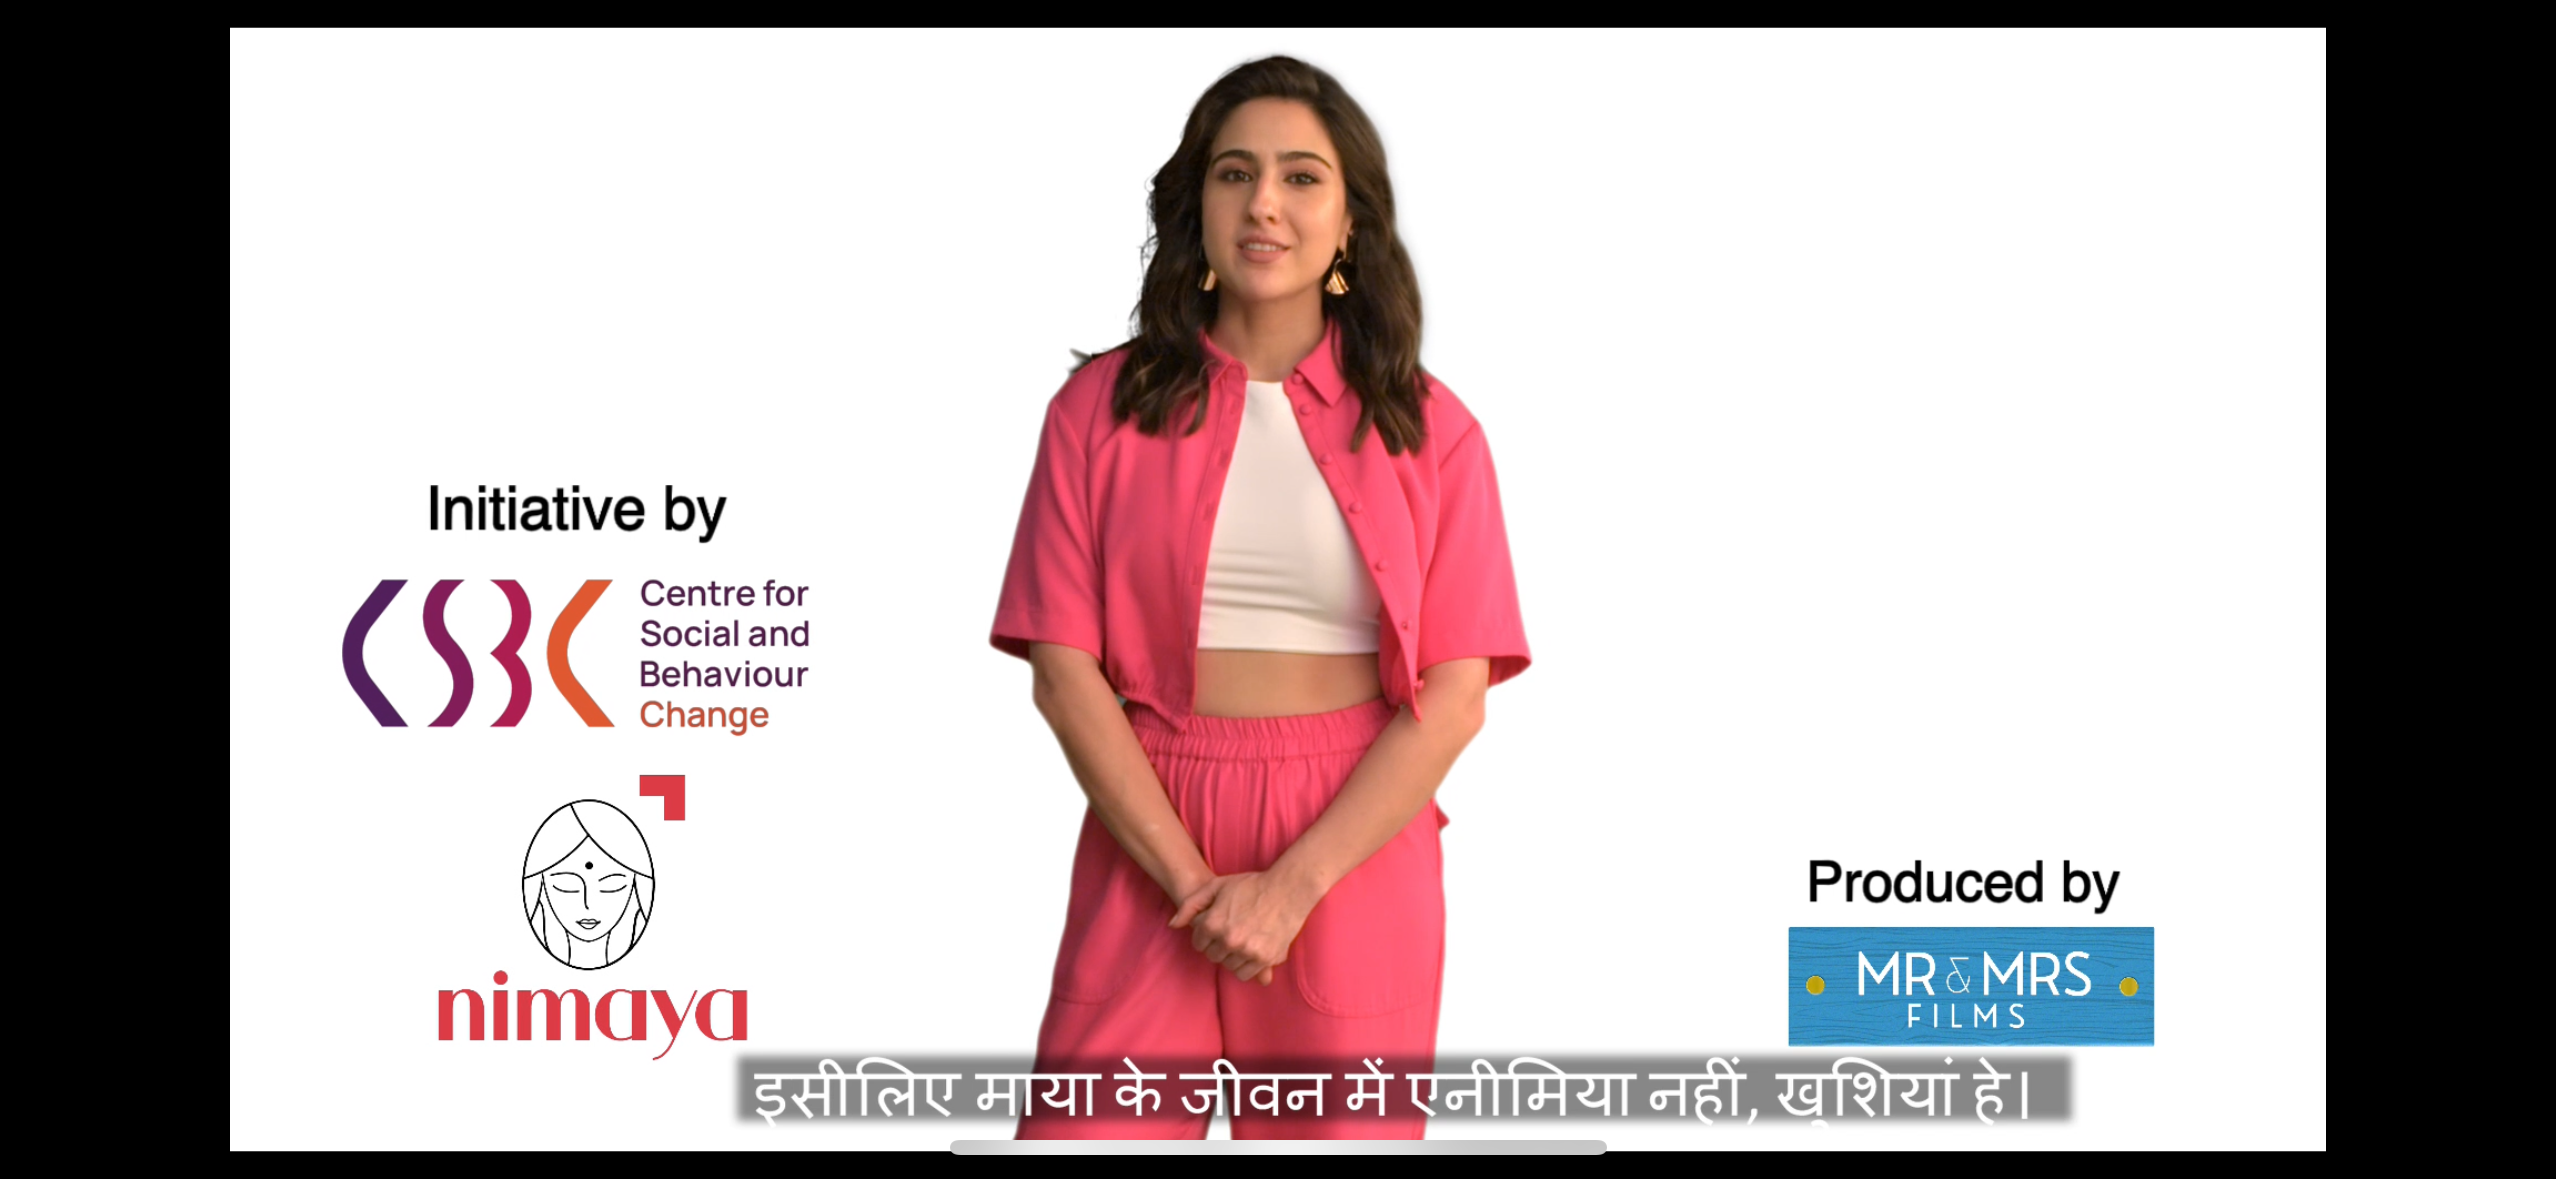 Initiative by
CSBC
Centre for
Social and
Behaviour
Change
nimaya
Produced by
MR & MRS
FILMS
इसीलिए माया के जीवन में एनीमिया नहीं, खुशियां हे।